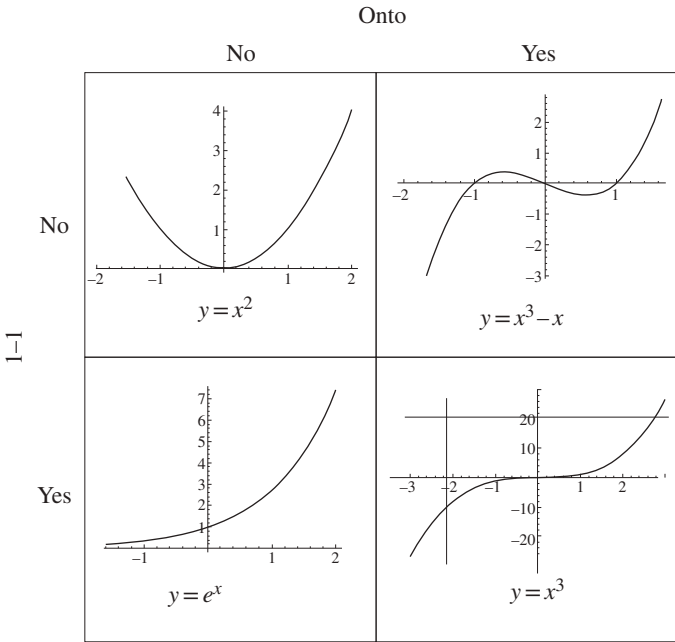 Onto
No Yes
1–1
No
4
3
2
1
–2 –1 1 2
y = x²
2
1
–2 –1 1
–1
–2
–3
y = x³ – x
Yes
7
6
5
4
3
2
1
–1 1 2
y = eˣ
20
10
–3 –2 –1 1 2
–10
–20
y = x³